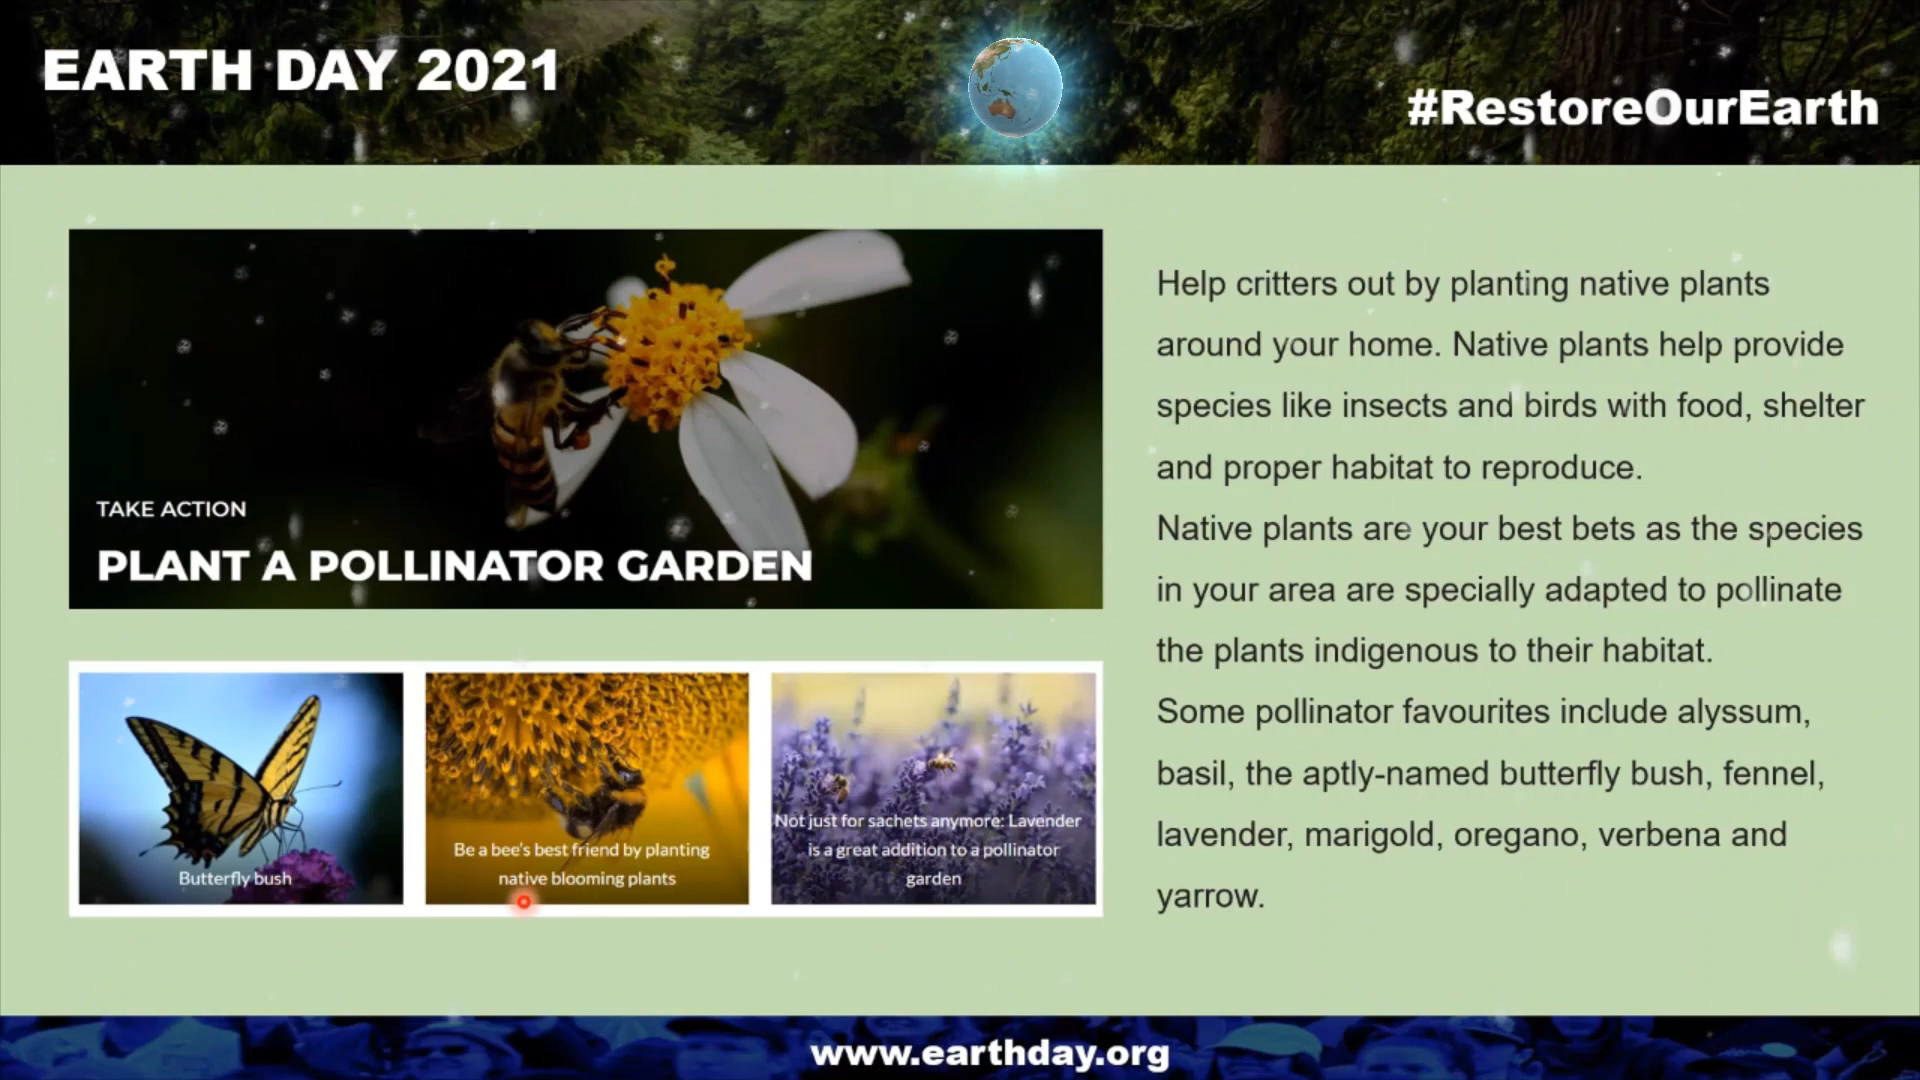 EARTH DAY 2021
#RestoreOurEarth
TAKE ACTION
PLANT A POLLINATOR GARDEN
Butterfly bush
Be a bee's best friend by planting
native blooming plants
Not just for sachets anymore: Lavender
is a great addition to a pollinator
garden
Help critters out by planting native plants
around your home. Native plants help provide
species like insects and birds with food, shelter
and proper habitat to reproduce.
Native plants are your best bets as the species
in your area are specially adapted to pollinate
the plants indigenous to their habitat.
Some pollinator favourites include alyssum,
basil, the aptly-named butterfly bush, fennel,
lavender, marigold, oregano, verbena and
yarrow.
www.earthday.org